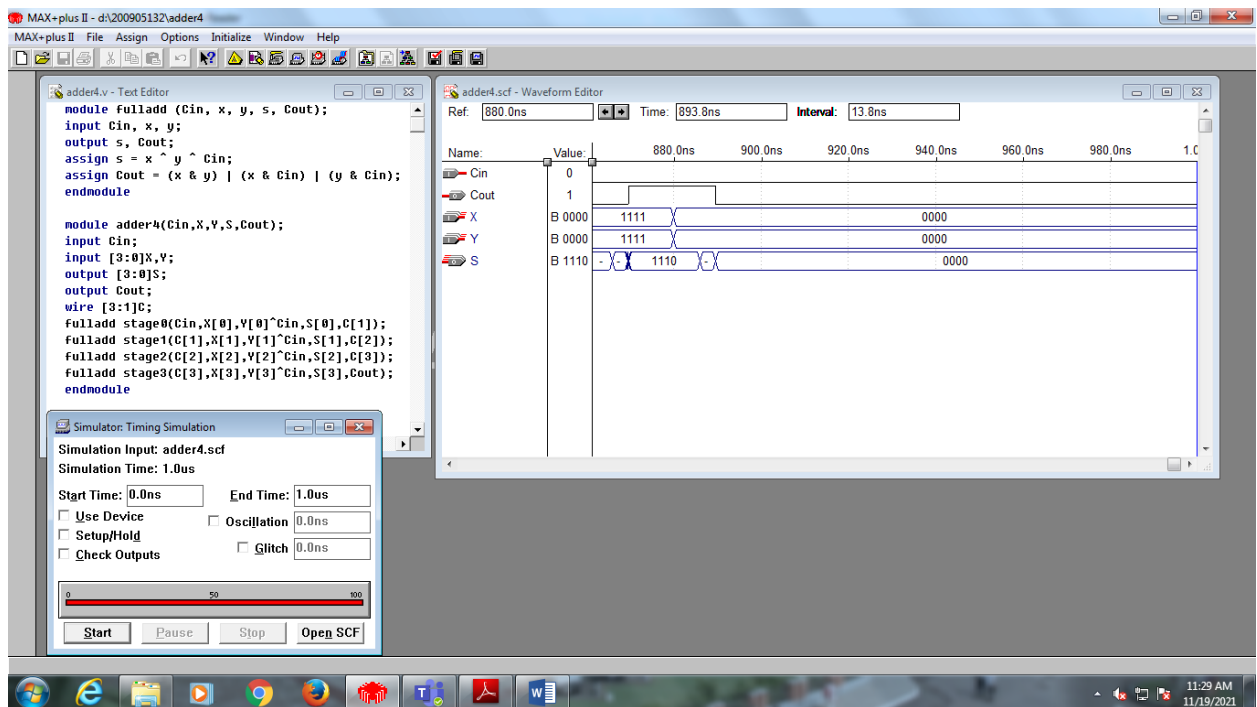 MAX+plus II - d:\200905132\adder4
MAX+plus II File Assign Options Initialize Window Help
adder4.v - Text Editor
module fulladd (Cin, x, y, s, Cout);
input Cin, x, y;
output s, Cout;
assign s = x ^ y ^ Cin;
assign Cout = (x & y) | (x & Cin) | (y & Cin);
endmodule
module adder4(Cin,X,Y,S,Cout);
input Cin;
input [3:0]X,Y;
output [3:0]S;
output Cout;
wire [3:1]C;
fulladd stage0(Cin,X[0],Y[0]^Cin,S[0],C[1]);
fulladd stage1(C[1],X[1],Y[1]^Cin,S[1],C[2]);
fulladd stage2(C[2],X[2],Y[2]^Cin,S[2],C[3]);
fulladd stage3(C[3],X[3],Y[3]^Cin,S[3],Cout);
endmodule
adder4.scf - Waveform Editor
Ref: 880.0ns Time: 893.8ns Interval: 13.8ns
Name: Value: 880.0ns 900.0ns 920.0ns 940.0ns 960.0ns 980.0ns 1.0
Cin 0
Cout 1
X B 0000 1111 0000
Y B 0000 1111 0000
S B 1110 - - 1110 - 0000
Simulator: Timing Simulation
Simulation Input: adder4.scf
Simulation Time: 1.0us
Start Time: 0.0ns End Time: 1.0us
Use Device Oscillation 0.0ns
Setup/Hold
Glitch 0.0ns
Check Outputs
0 50 100
Start Pause Stop Open SCF
11:29 AM
11/19/2021